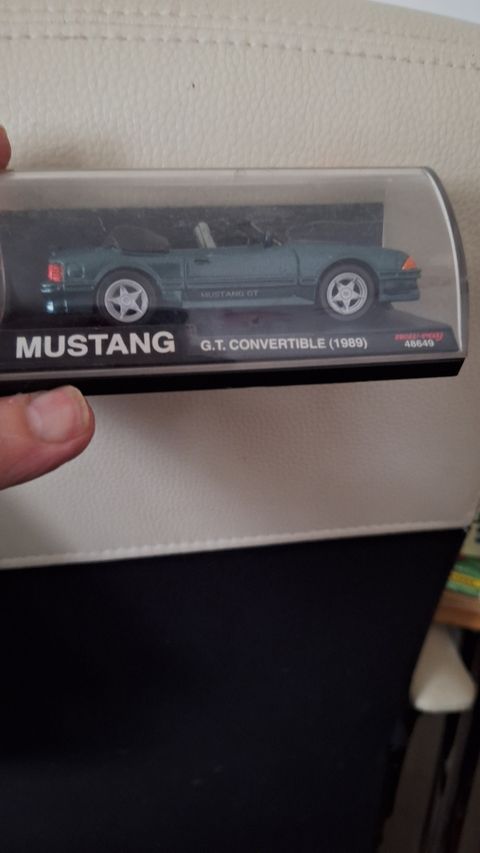 MUSTANG GT
MUSTANG G.T. CONVERTIBLE (1989)
48649